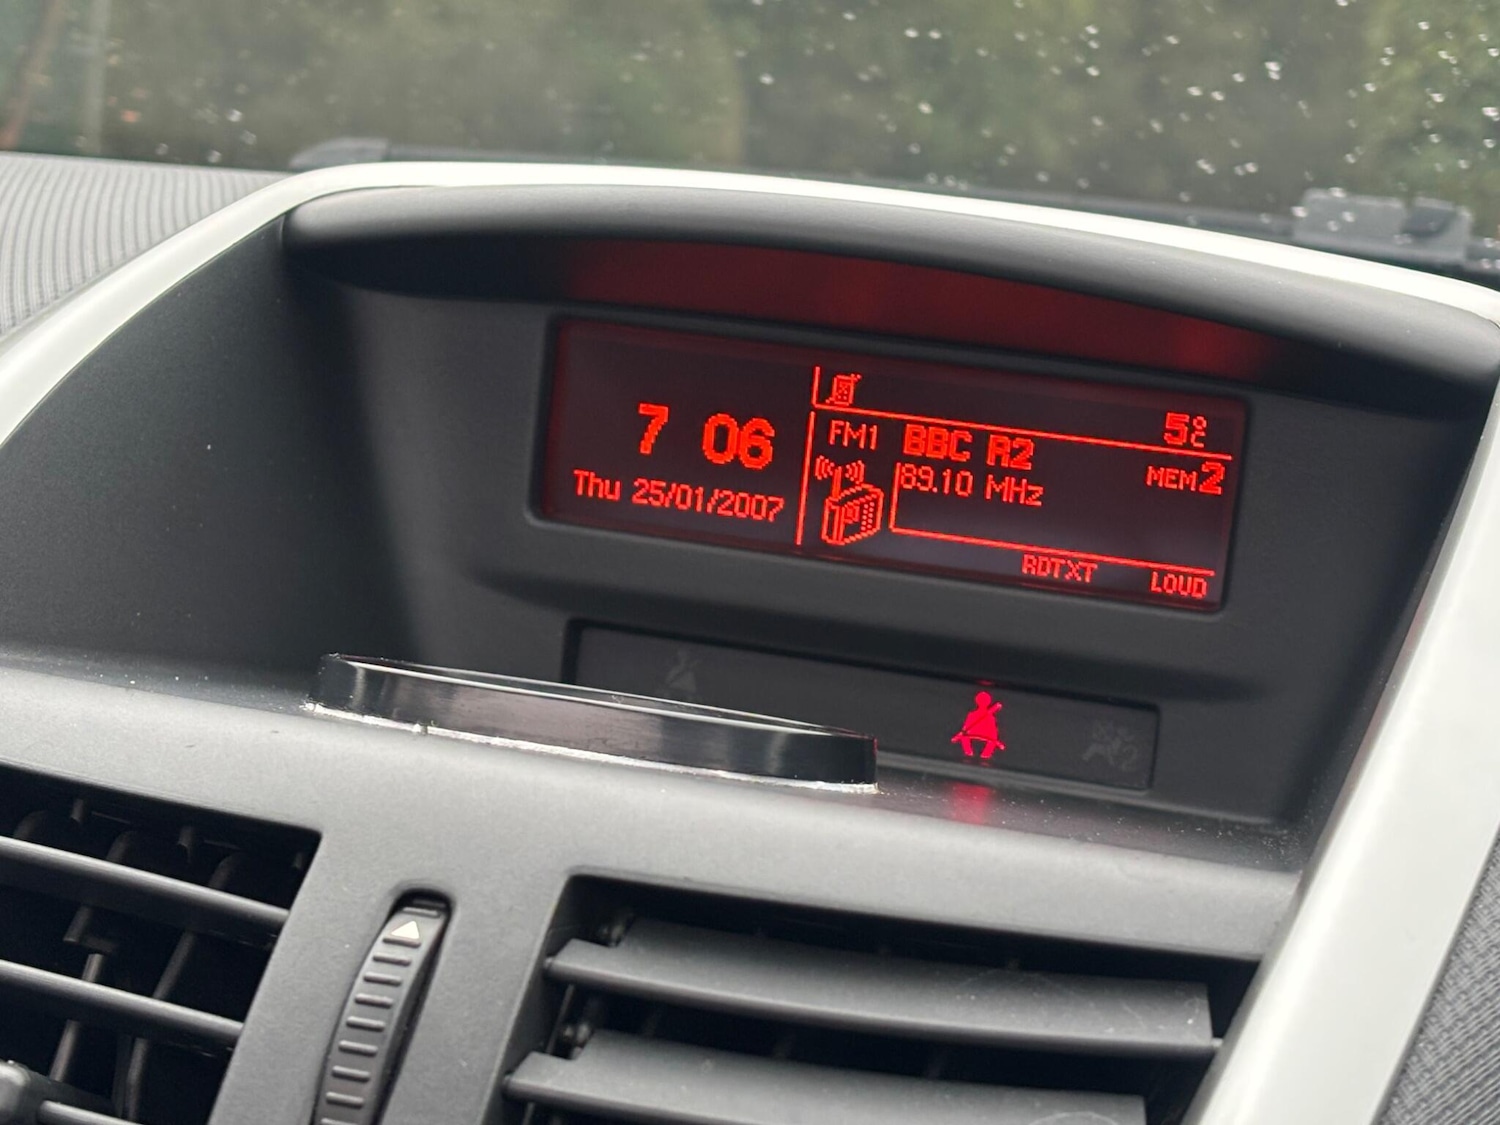 7 06
Thu 25/01/2007
5°C
FM1 BBC R2
MEM2
89.10 MHz
RDTXT LOUD